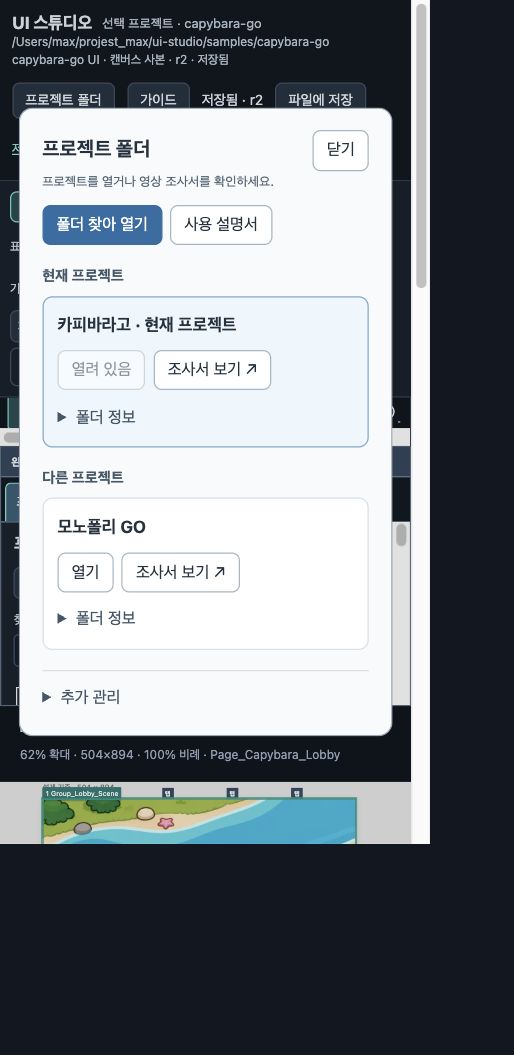 UI 스튜디오 선택 프로젝트 · capybara-go
/Users/max/projest_max/ui-studio/samples/capybara-go
capybara-go UI · 캔버스 사본 · r2 · 저장됨
프로젝트 폴더 가이드 저장됨 · r2 파일에 저장
프로젝트 폴더 닫기
프로젝트를 열거나 영상 조사서를 확인하세요.
폴더 찾아 열기 사용 설명서
현재 프로젝트
카피바라고 · 현재 프로젝트
열려 있음 조사서 보기 ↗
▶ 폴더 정보
다른 프로젝트
모노폴리 GO
열기 조사서 보기 ↗
▶ 폴더 정보
▶ 추가 관리
62% 확대 · 504×894 · 100% 비례 · Page_Capybara_Lobby
1 Group_Lobby_Scene 탭 탭 탭